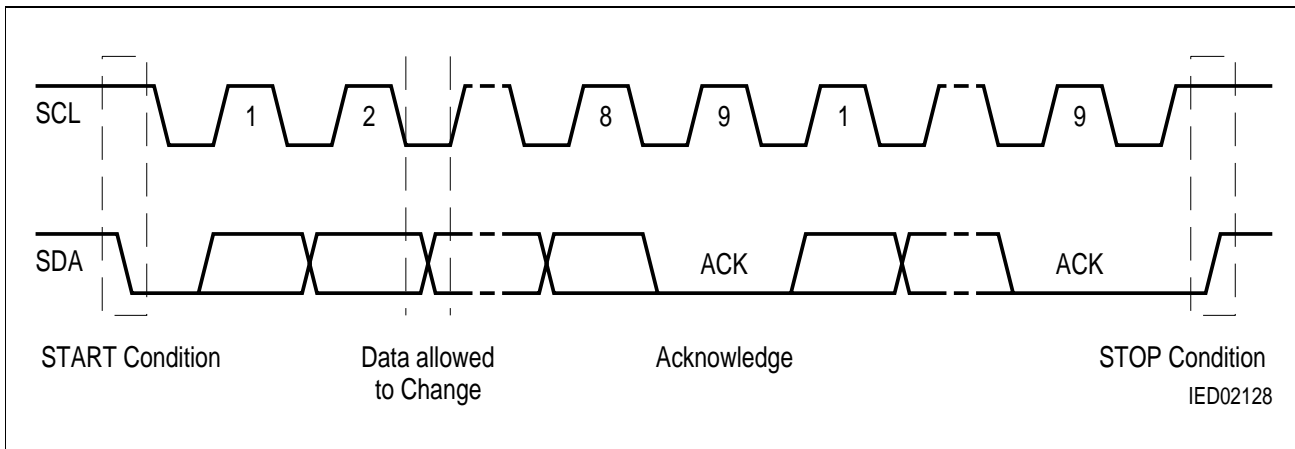 SCL 1 2 8 9 1 9
SDA ACK ACK
START Condition Data allowed Acknowledge STOP Condition
to Change
IED02128